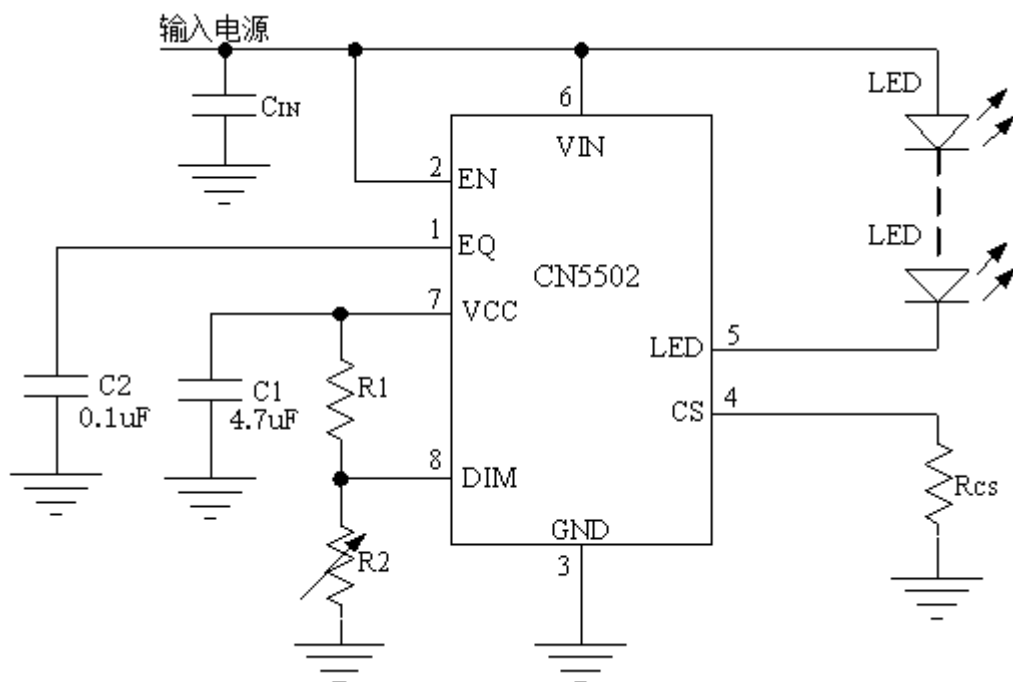 输入电源
CIN
LED
6
VIN
2
EN
1
EQ
LED
CN5502
7
VCC
LED
5
C2
0.1uF
C1
4.7uF
R1
CS
4
8
DIM
Rcs
GND
R2
3